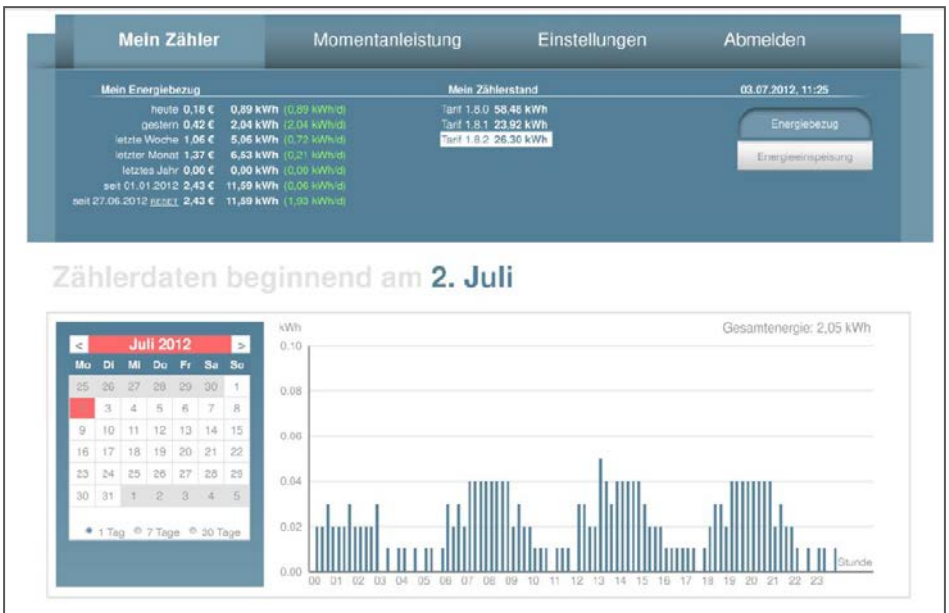 Mein Zähler Momentanleistung Einstellungen Abmelden
Mein Energiebezug Mein Zählerstand 03.07.2012, 11:25
heute 0,18 € 0,89 kWh (0,89 kWh/d) Tarif 1.8.0 58.48 kWh
gestern 0,42 € 2,04 kWh (2,04 kWh/d) Tarif 1.8.1 23.92 kWh Energiebezug
letzte Woche 1,06 € 5,06 kWh (0,72 kWh/d) Tarif 1.8.2 26.30 kWh
letzter Monat 1,37 € 6,53 kWh (0,21 kWh/d) Energieeinspeisung
letztes Jahr 0,00 € 0,00 kWh (0,00 kWh/d)
seit 01.01.2012 2,43 € 11,59 kWh (0,06 kWh/d)
seit 27.06.2012 RESET 2,43 € 11,59 kWh (1,93 kWh/d)
Zählerdaten beginnend am 2. Juli
< Juli 2012 >
Mo Di Mi Do Fr Sa So
25 26 27 28 29 30 1
3 4 5 6 7 8
9 10 11 12 13 14 15
16 17 18 19 20 21 22
23 24 25 26 27 28 29
30 31 1 2 3 4 5
1 Tag 7 Tage 30 Tage
kWh Gesamtenergie: 2,05 kWh
0.10
0.08
0.06
0.04
0.02
0.00
Stunde
00 01 02 03 04 05 06 07 08 09 10 11 12 13 14 15 16 17 18 19 20 21 22 23